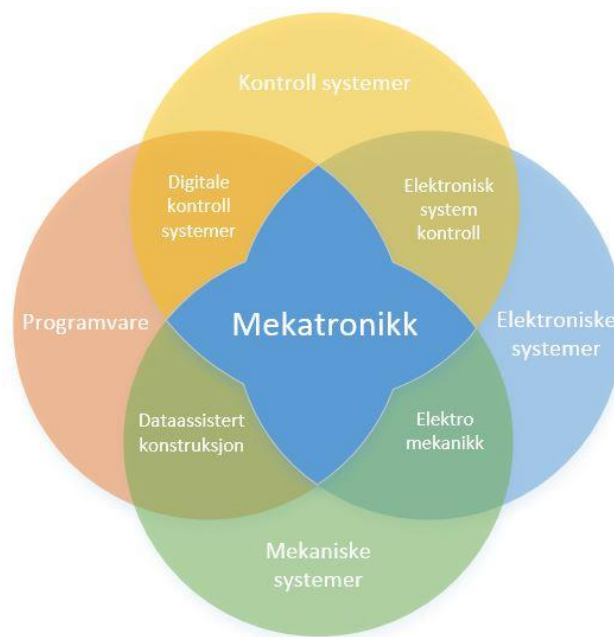 Kontroll systemer
Digitale
kontroll
systemer
Elektronisk
system
kontroll
Programvare
Mekatronikk
Elektroniske
systemer
Dataassistert
konstruksjon
Elektro
mekanikk
Mekaniske
systemer